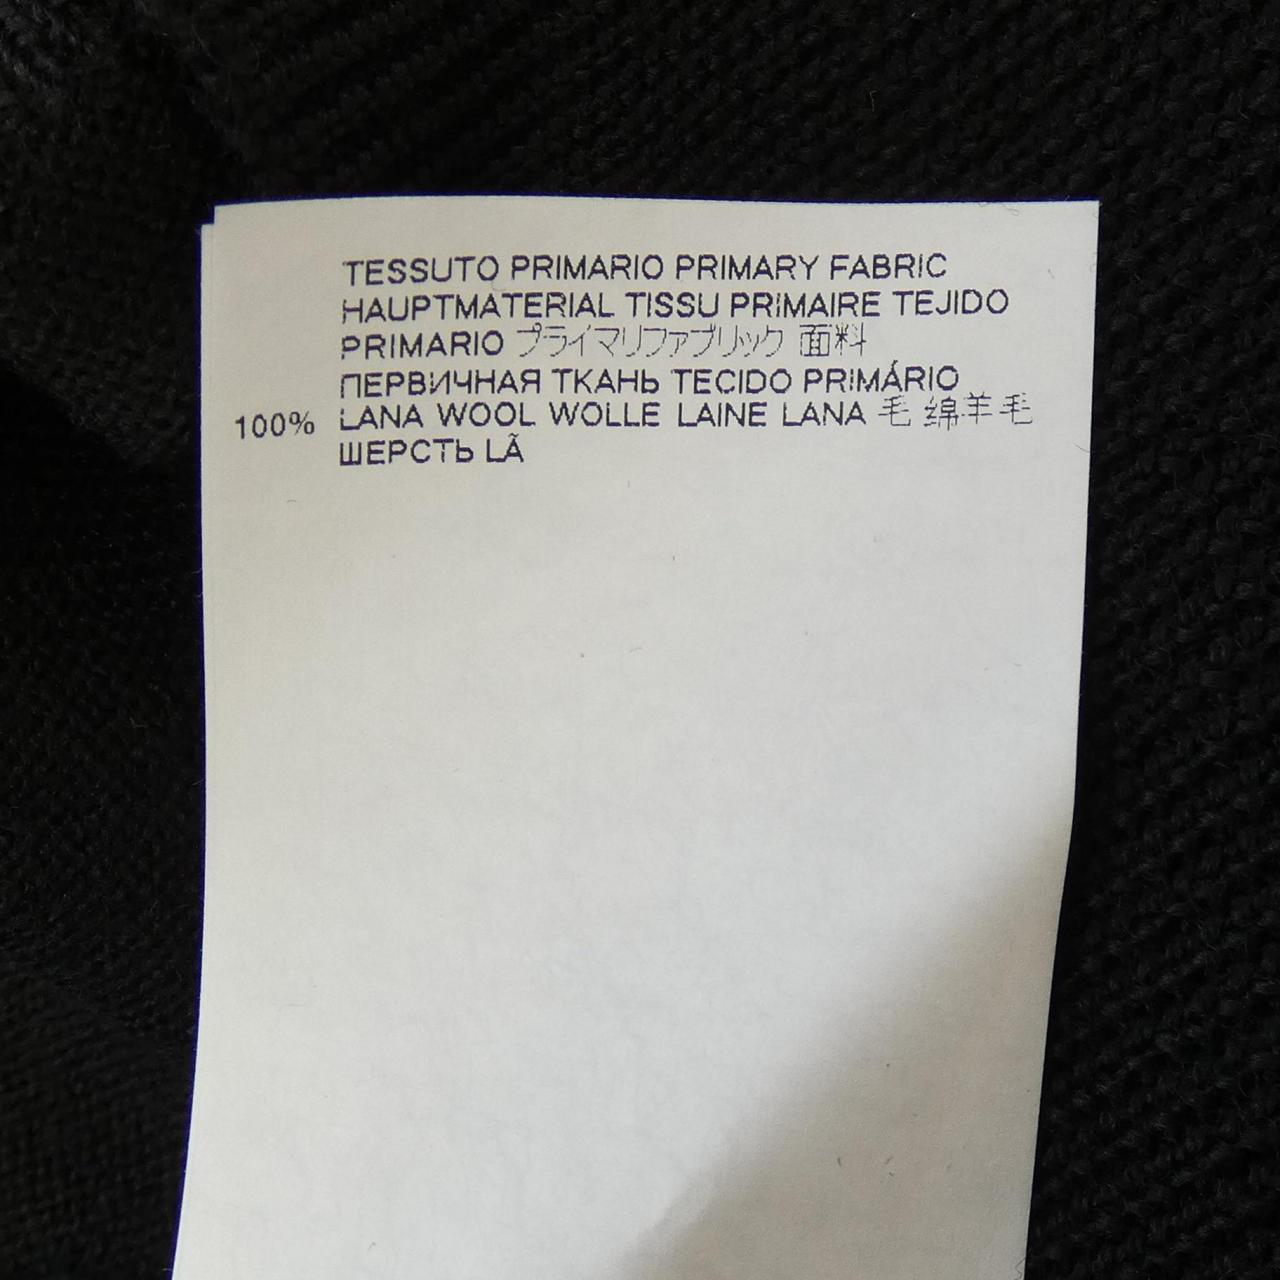 TESSUTO PRIMARIO PRIMARY FABRIC
HAUPTMATERIAL TISSU PRIMAIRE TEJIDO
PRIMARIO プライマリファブリック 面料
ПЕРВИЧНАЯ ТКАНЬ TECIDO PRIMÁRIO
100% LANA WOOL WOLLE LAINE LANA 毛 绵羊毛
ШЕРСТЬ LÃ